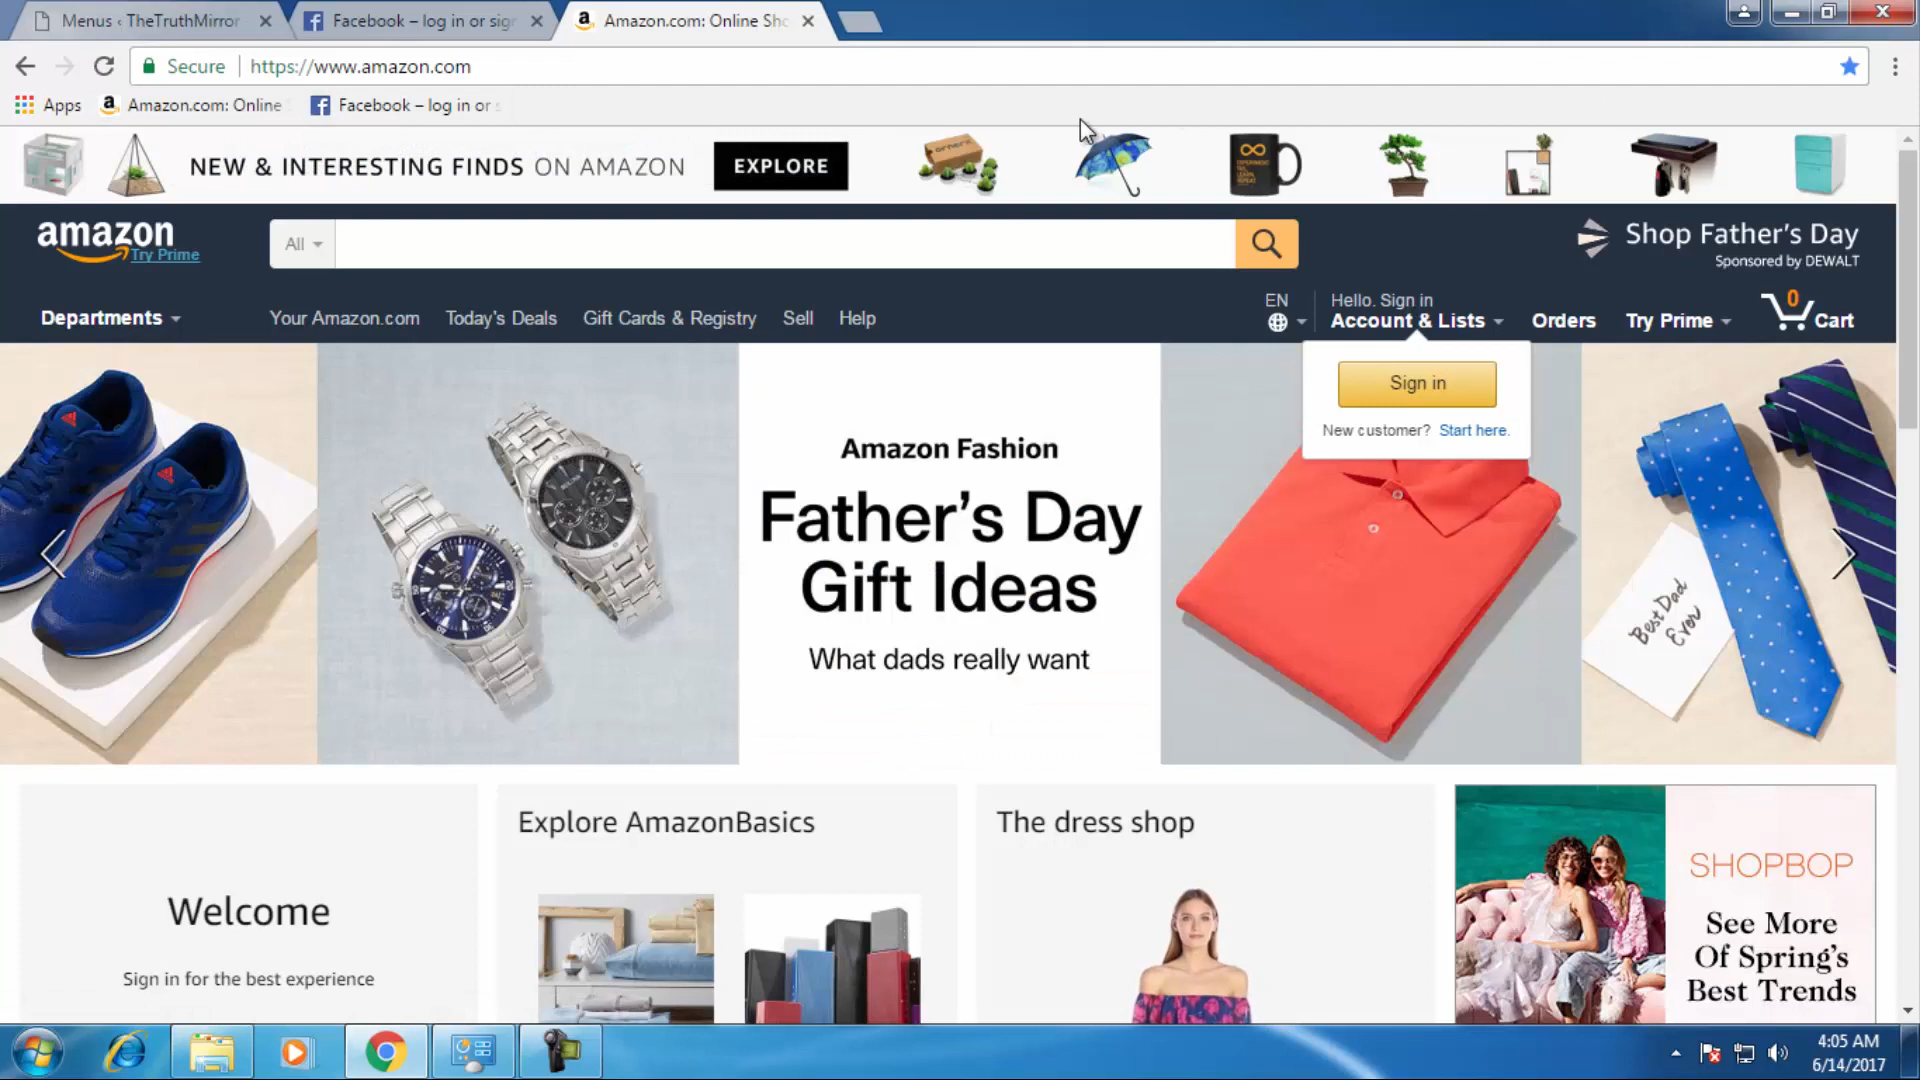 Menus ‹ TheTruthMirror
Facebook – log in or sig
Amazon.com: Online Sho
Secure
https://www.amazon.com
Apps
Amazon.com: Online
Facebook – log in or s
NEW & INTERESTING FINDS ON AMAZON
EXPLORE
amazon
Try Prime
All
Shop Father's Day
Sponsored by DEWALT
Departments
Your Amazon.com
Today's Deals
Gift Cards & Registry
Sell
Help
EN
Hello. Sign in
Account & Lists
Orders
Try Prime
0
Cart
Sign in
New customer? Start here.
Amazon Fashion
Father's Day
Gift Ideas
What dads really want
Best Dad
Ever
Welcome
Sign in for the best experience
Explore AmazonBasics
The dress shop
SHOPBOP
See More
Of Spring's
Best Trends
4:05 AM
6/14/2017